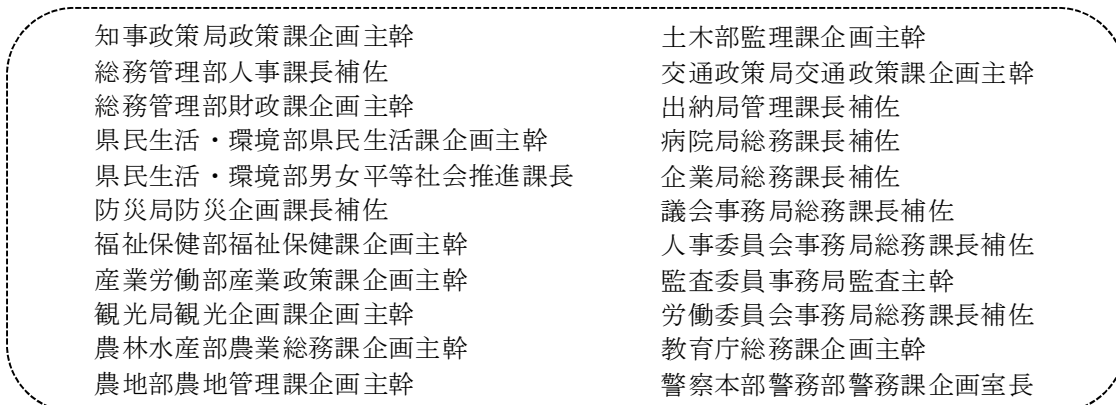 知事政策局政策課企画主幹
総務管理部人事課長補佐
総務管理部財政課企画主幹
県民生活・環境部県民生活課企画主幹
県民生活・環境部男女平等社会推進課長
防災局防災企画課長補佐
福祉保健部福祉保健課企画主幹
産業労働部産業政策課企画主幹
観光局観光企画課企画主幹
農林水産部農業総務課企画主幹
農地部農地管理課企画主幹
土木部監理課企画主幹
交通政策局交通政策課企画主幹
出納局管理課長補佐
病院局総務課長補佐
企業局総務課長補佐
議会事務局総務課長補佐
人事委員会事務局総務課長補佐
監査委員事務局監査主幹
労働委員会事務局総務課長補佐
教育庁総務課企画主幹
警察本部警務部警務課企画室長